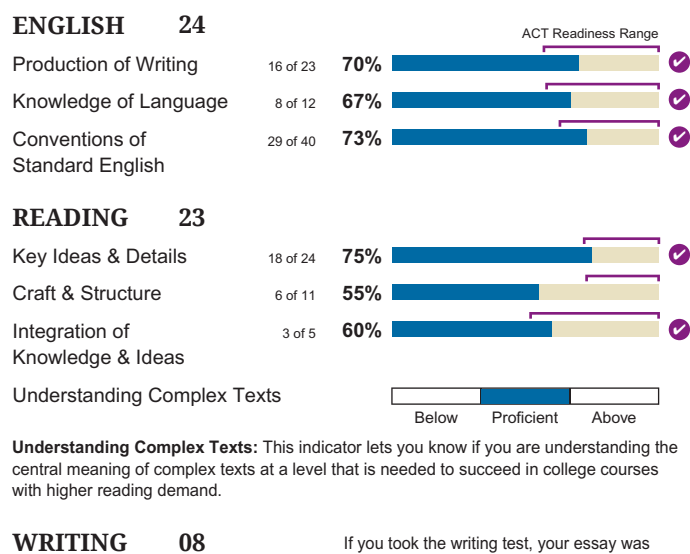 ENGLISH 24
ACT Readiness Range
Production of Writing 16 of 23 70%
Knowledge of Language 8 of 12 67%
Conventions of 29 of 40 73%
Standard English
READING 23
Key Ideas & Details 18 of 24 75%
Craft & Structure 6 of 11 55%
Integration of 3 of 5 60%
Knowledge & Ideas
Understanding Complex Texts
Below Proficient Above
Understanding Complex Texts: This indicator lets you know if you are understanding the
central meaning of complex texts at a level that is needed to succeed in college courses
with higher reading demand.
WRITING 08 If you took the writing test, your essay was